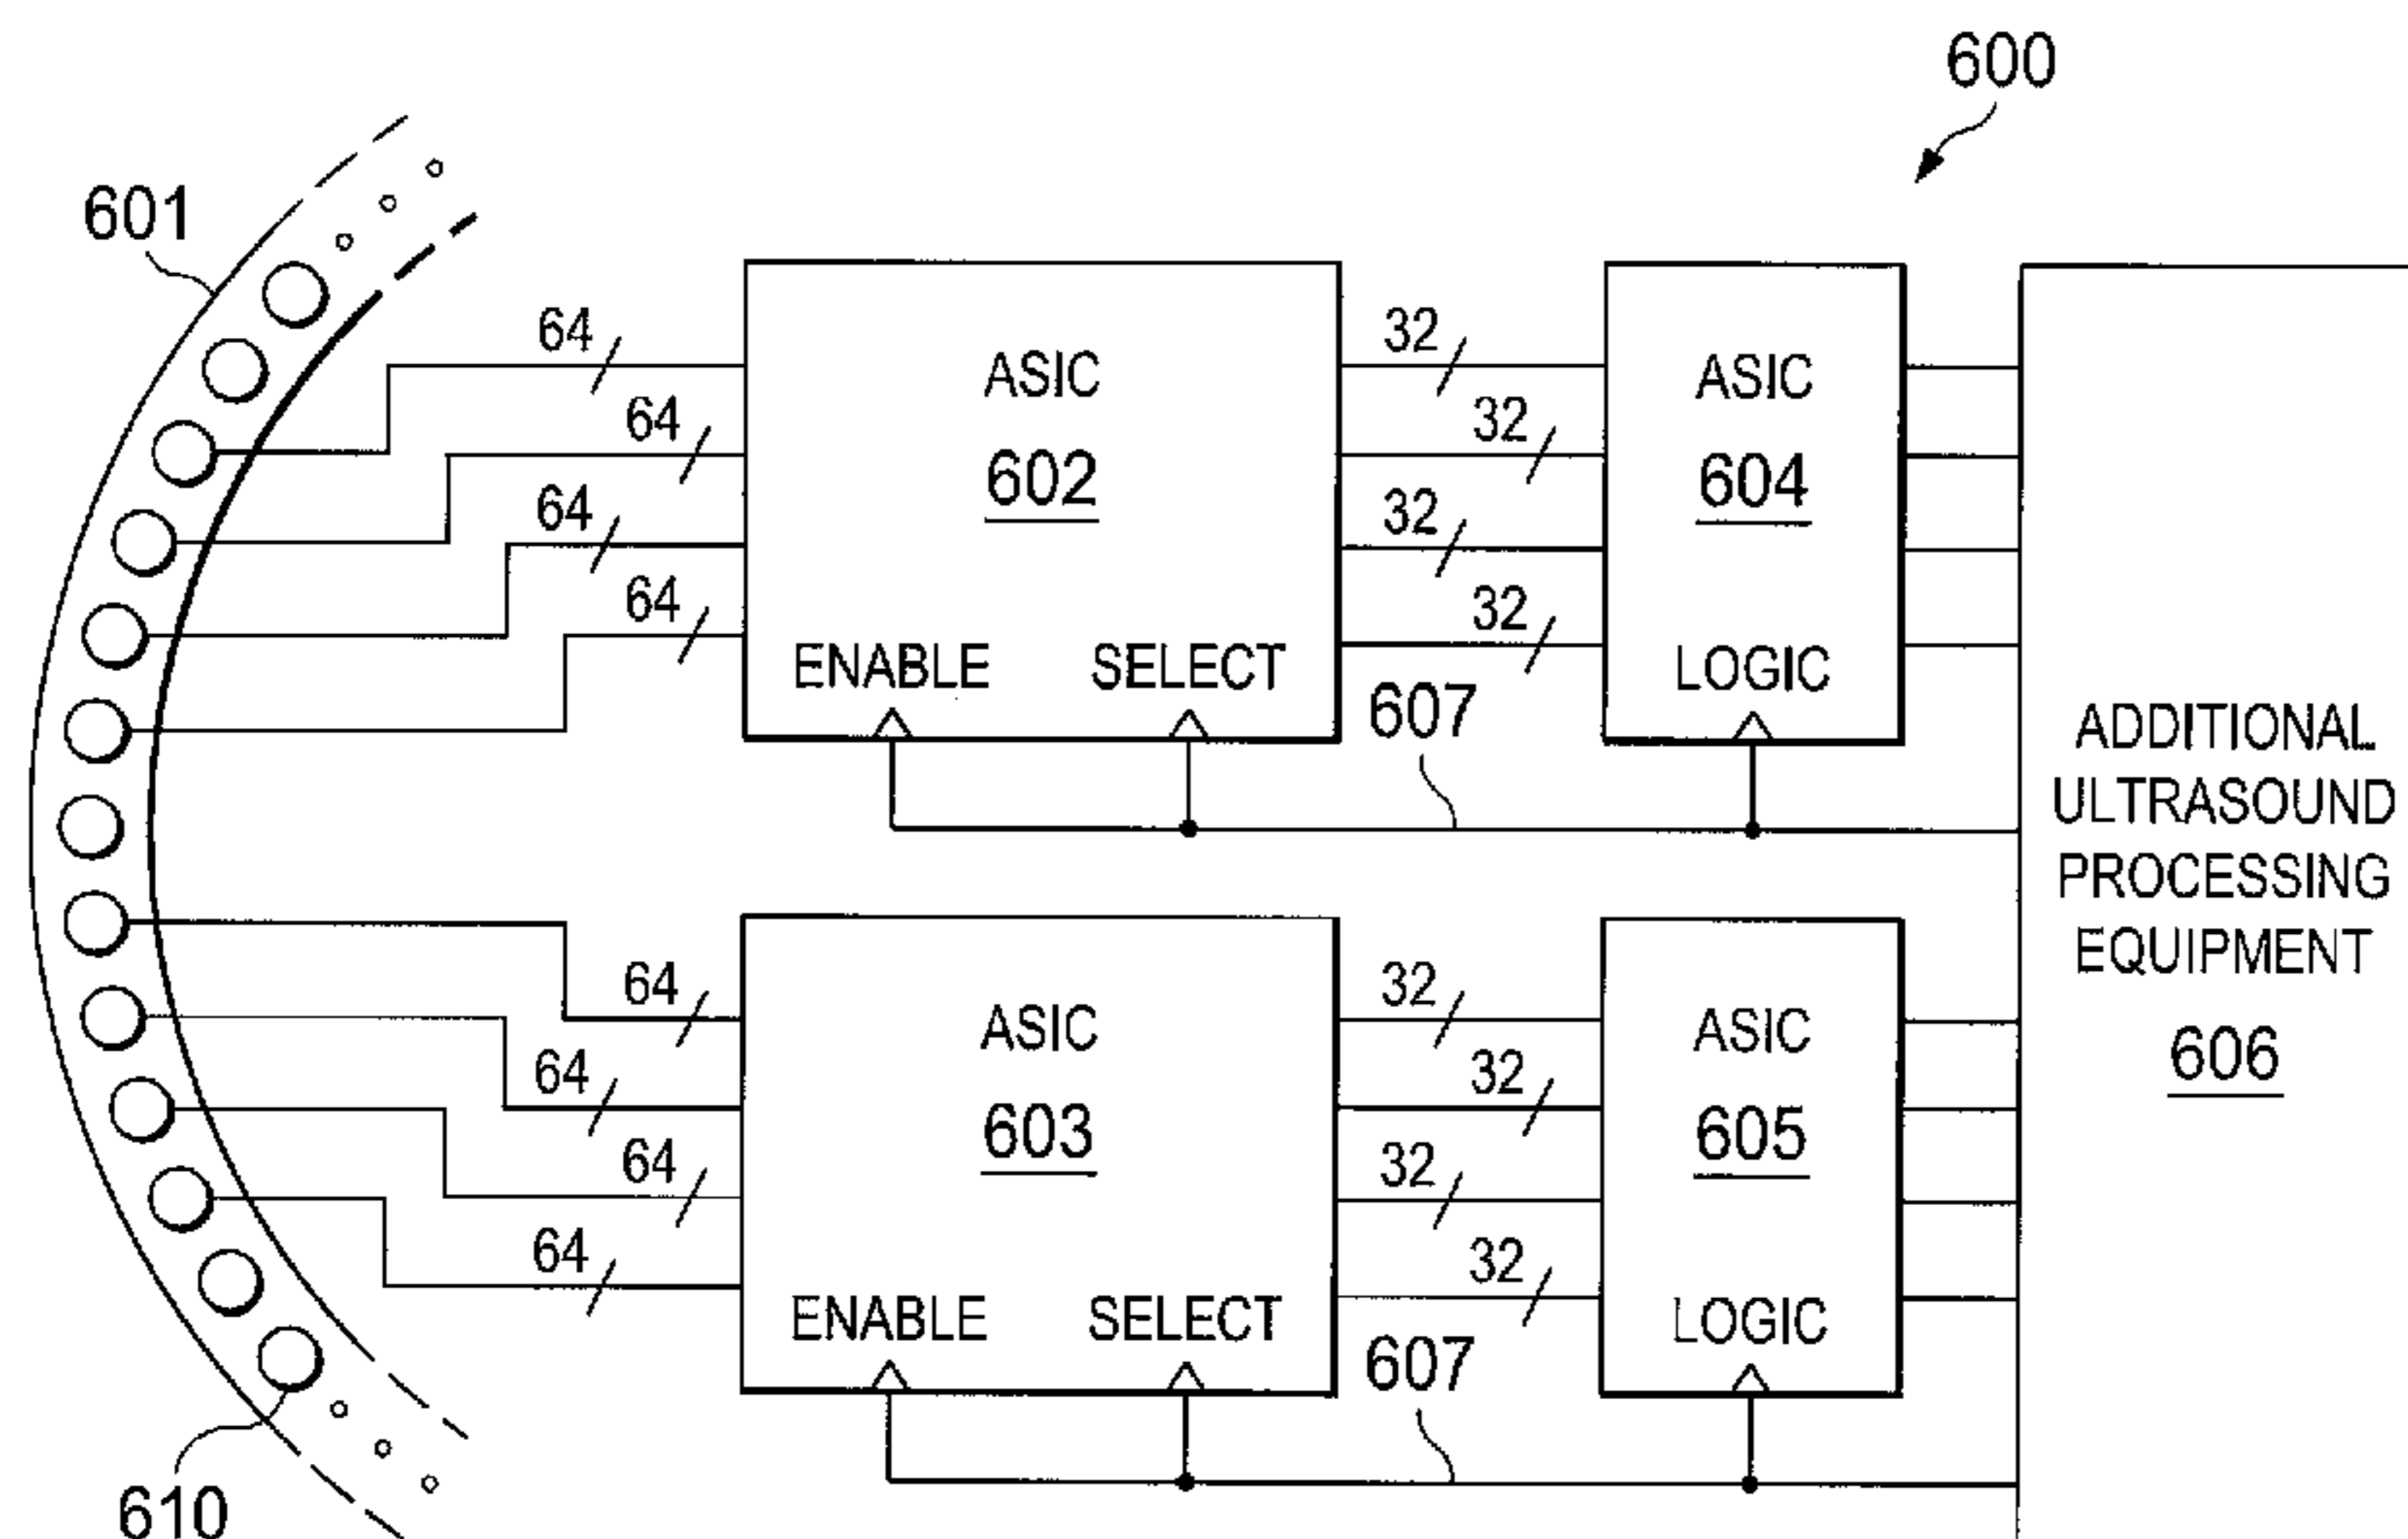 600
601
64
64
64
64
ASIC
602
ENABLE SELECT
32
32
32
32
ASIC
604
LOGIC
607
ADDITIONAL
ULTRASOUND
PROCESSING
EQUIPMENT
606
64
64
64
64
ASIC
603
ENABLE SELECT
32
32
32
32
ASIC
605
LOGIC
607
610